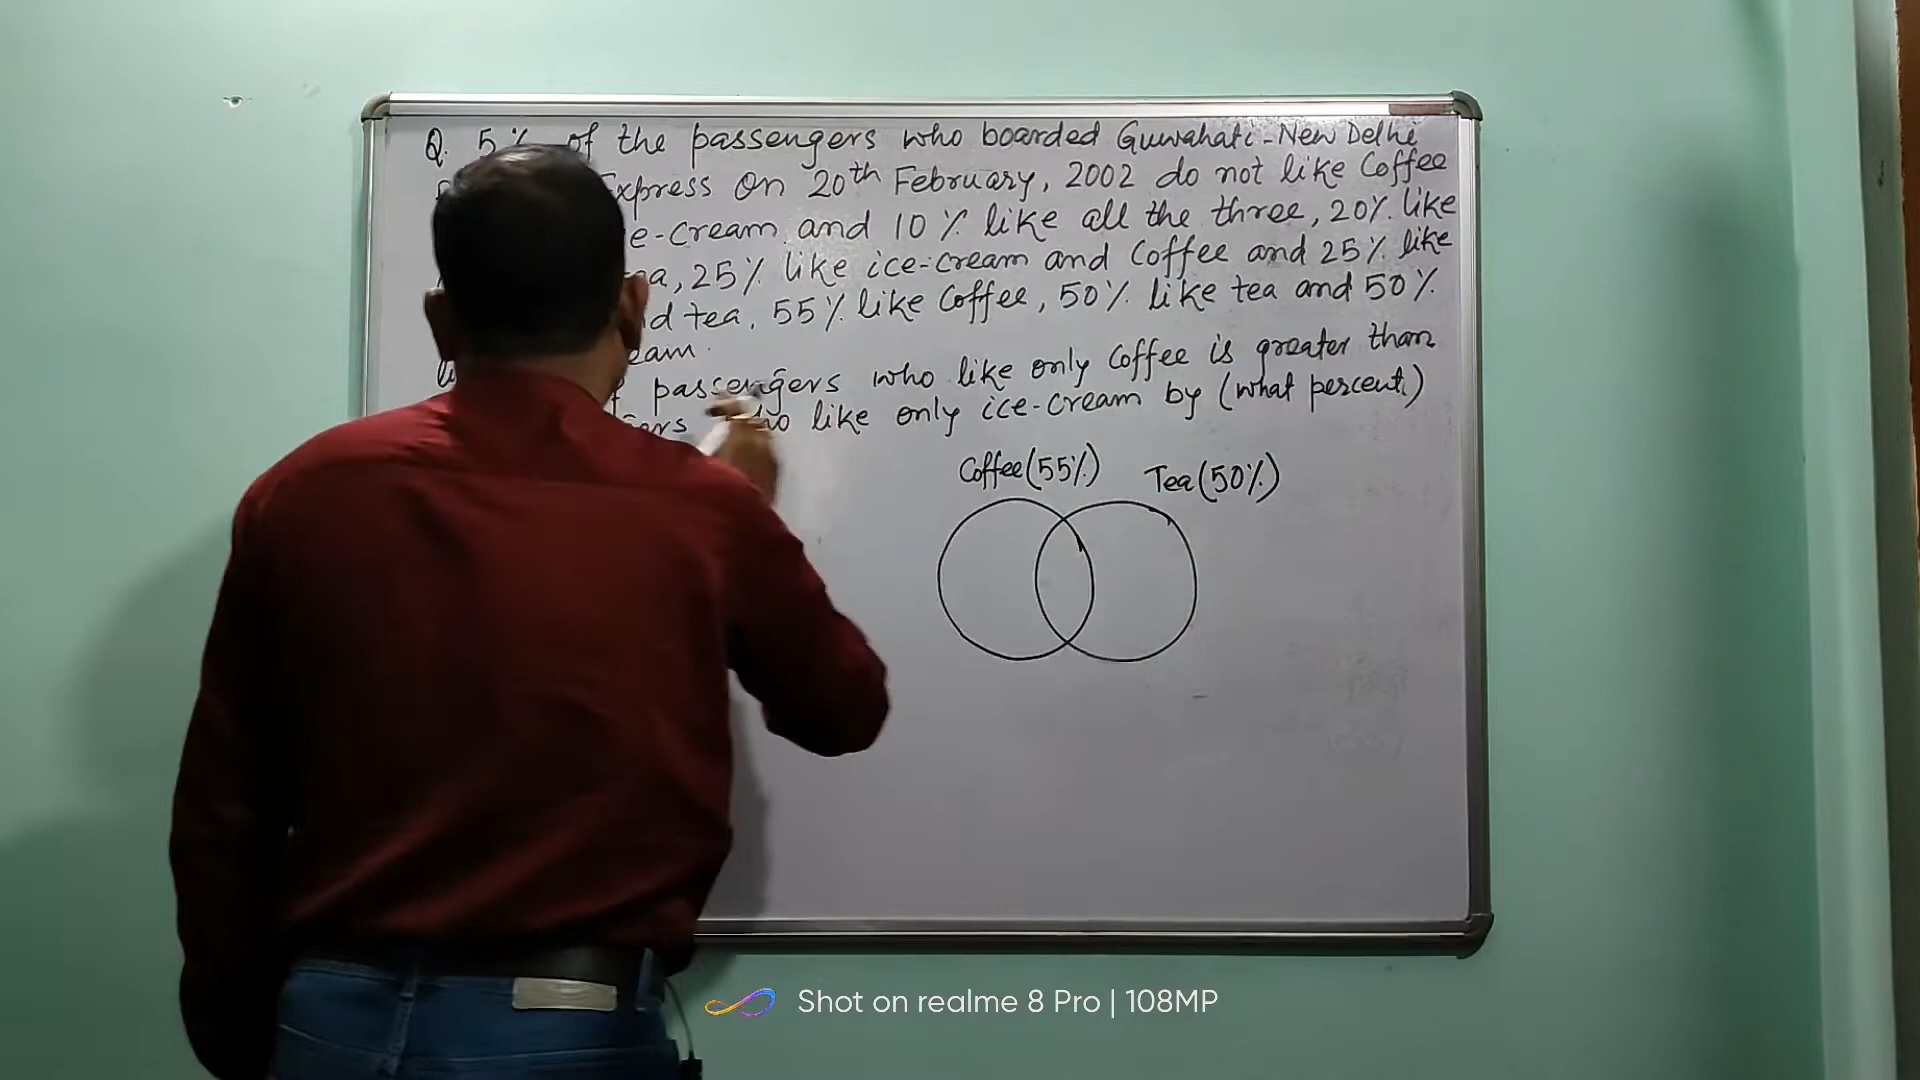 Q. 5% of the passengers who boarded Guwahati-New Delhi
Express on 20th February, 2002 do not like Coffee
e-cream and 10% like all the three, 20% like
a, 25% like ice-cream and Coffee and 25% like
d tea, 55% like Coffee, 50% like tea and 50%
eam.
passengers who like only Coffee is greater than
ers who like only ice-cream by (what percent)
Coffee(55%) Tea(50%)
Shot on realme 8 Pro | 108MP